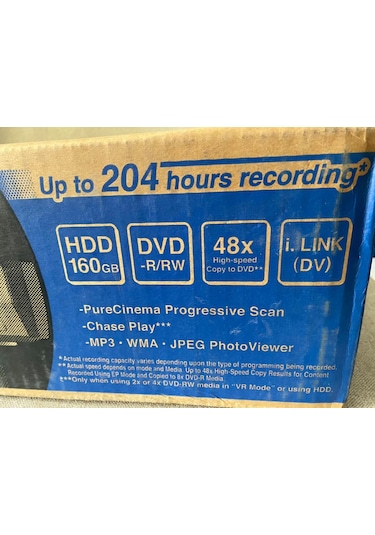 Up to 204 hours recording*
HDD
160GB
DVD
-R/RW
48x
High-speed
Copy to DVD**
i. LINK
(DV)
-PureCinema Progressive Scan
-Chase Play***
-MP3 · WMA · JPEG PhotoViewer
*Actual recording capacity varies depending upon the type of programming being recorded.
**Actual speed depends on mode and Media. Up to 48x High-Speed Copy Results for Content
Recorded Using EP Mode and Copied to 8x DVD-R Media
***Only when using 2x or 4x DVD-RW media in "VR Mode" or using HDD.